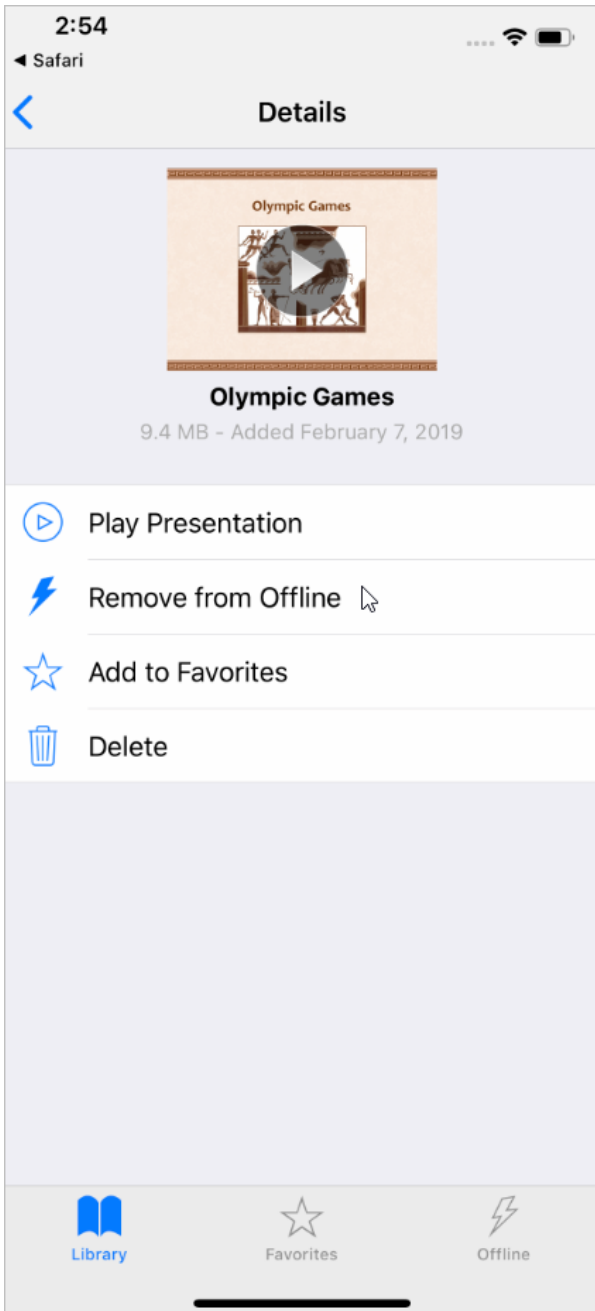 2:54
◀ Safari
Details
Olympic Games
Olympic Games
9.4 MB - Added February 7, 2019
Play Presentation
Remove from Offline
Add to Favorites
Delete
Library
Favorites
Offline